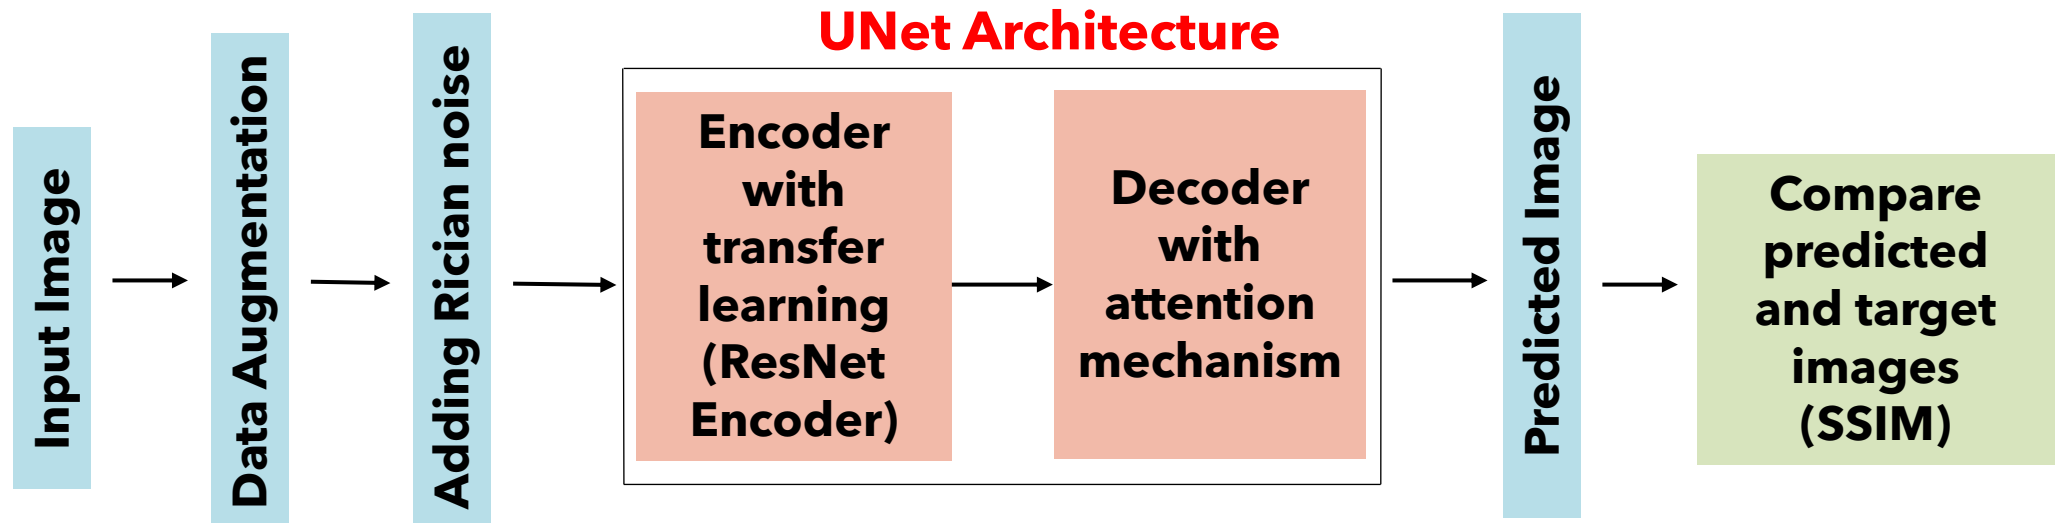 UNet Architecture
Input Image
Data Augmentation
Adding Rician noise
Encoder
with
transfer
learning
(ResNet
Encoder)
Decoder
with
attention
mechanism
Predicted Image
Compare
predicted
and target
images
(SSIM)